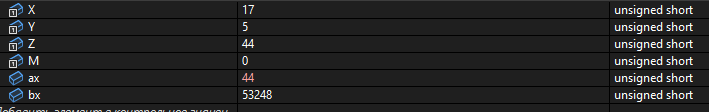 X 17 unsigned short
Y 5 unsigned short
Z 44 unsigned short
M 0 unsigned short
ax 44 unsigned short
bx 53248 unsigned short
элемент